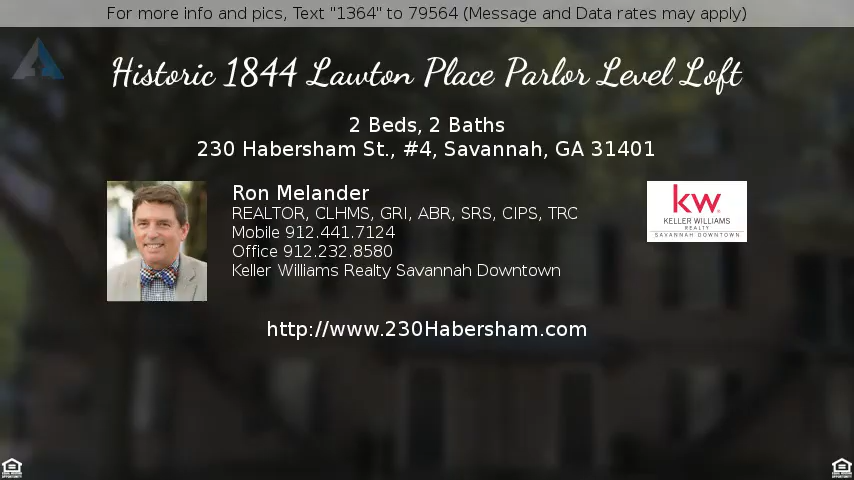 For more info and pics, Text "1364" to 79564 (Message and Data rates may apply)
Historic 1844 Lawton Place Parlor Level Loft
2 Beds, 2 Baths
230 Habersham St., #4, Savannah, GA 31401
Ron Melander
REALTOR, CLHMS, GRI, ABR, SRS, CIPS, TRC
Mobile 912.441.7124
Office 912.232.8580
Keller Williams Realty Savannah Downtown
kw
KELLER WILLIAMS
REALTY
SAVANNAH DOWNTOWN
http://www.230Habersham.com